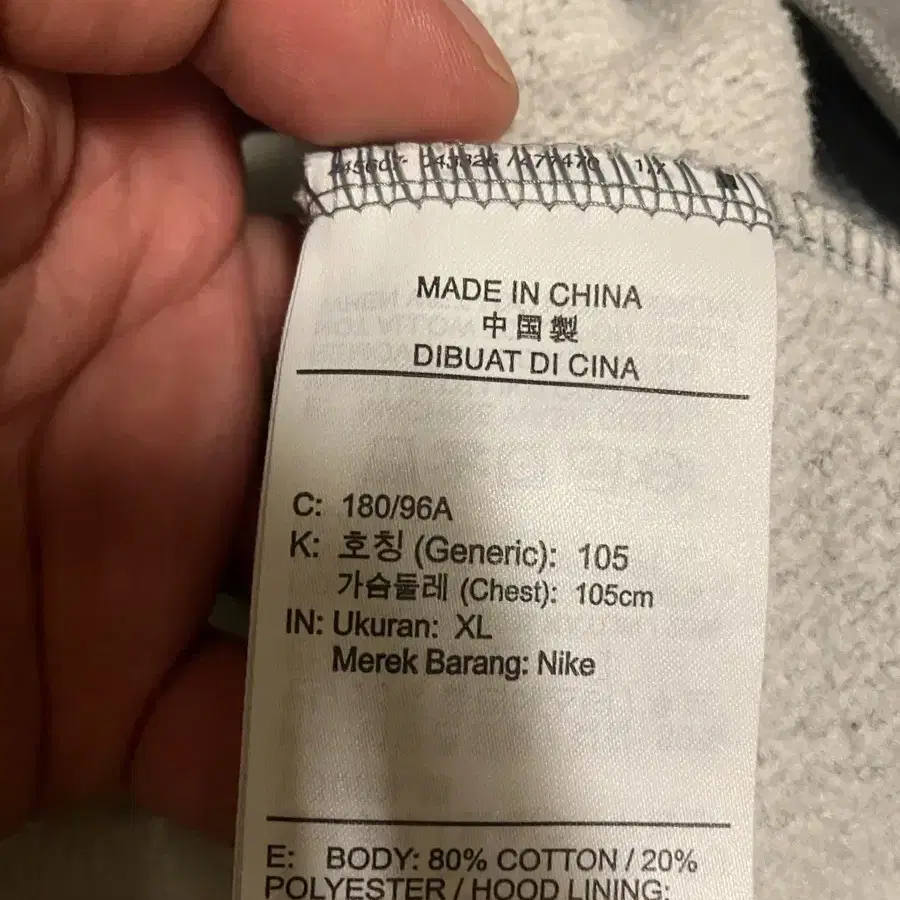 MADE IN CHINA
中国製
DIBUAT DI CINA
C: 180/96A
K: 호칭 (Generic): 105
가슴둘레 (Chest): 105cm
IN: Ukuran: XL
Merek Barang: Nike
E: BODY: 80% COTTON / 20%
POLYESTER / HOOD LINING: